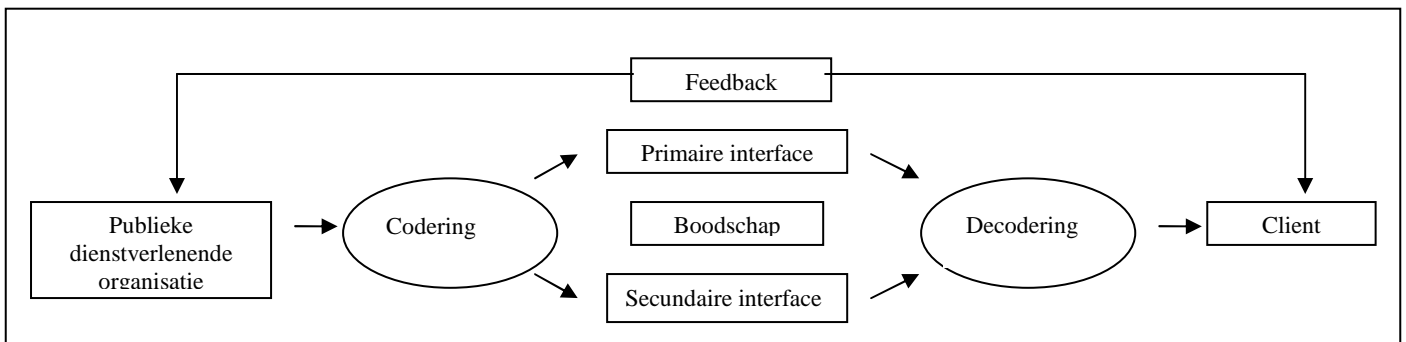 Feedback
Primaire interface
Publieke
dienstverlenende
organisatie
Codering
Boodschap
Decodering
Client
Secundaire interface